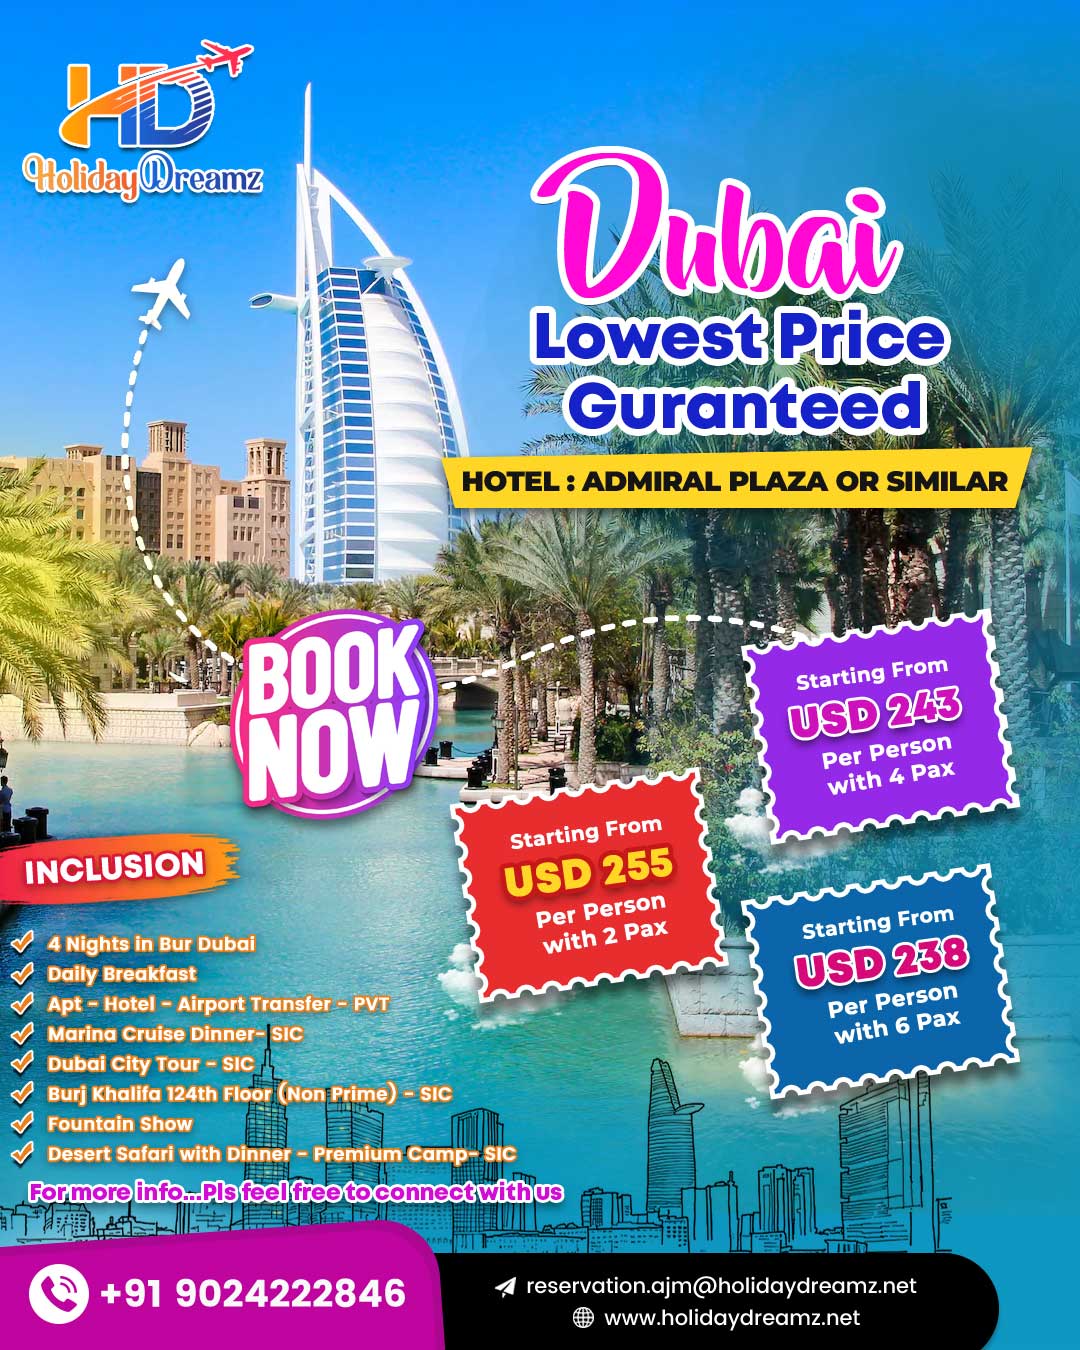 HD
Holiday Dreamz
Dubai
Lowest Price
Guranteed
HOTEL : ADMIRAL PLAZA OR SIMILAR
BOOK
NOW
Starting From
USD 243
Per Person
with 4 Pax
Starting From
USD 255
Per Person
with 2 Pax
Starting From
USD 238
Per Person
with 6 Pax
INCLUSION
4 Nights in Bur Dubai
Daily Breakfast
Apt - Hotel - Airport Transfer - PVT
Marina Cruise Dinner- SIC
Dubai City Tour - SIC
Burj Khalifa 124th Floor (Non Prime) - SIC
Fountain Show
Desert Safari with Dinner - Premium Camp- SIC
For more info...Pls feel free to connect with us
+91 9024222846
reservation.ajm@holidaydreamz.net
www.holidaydreamz.net